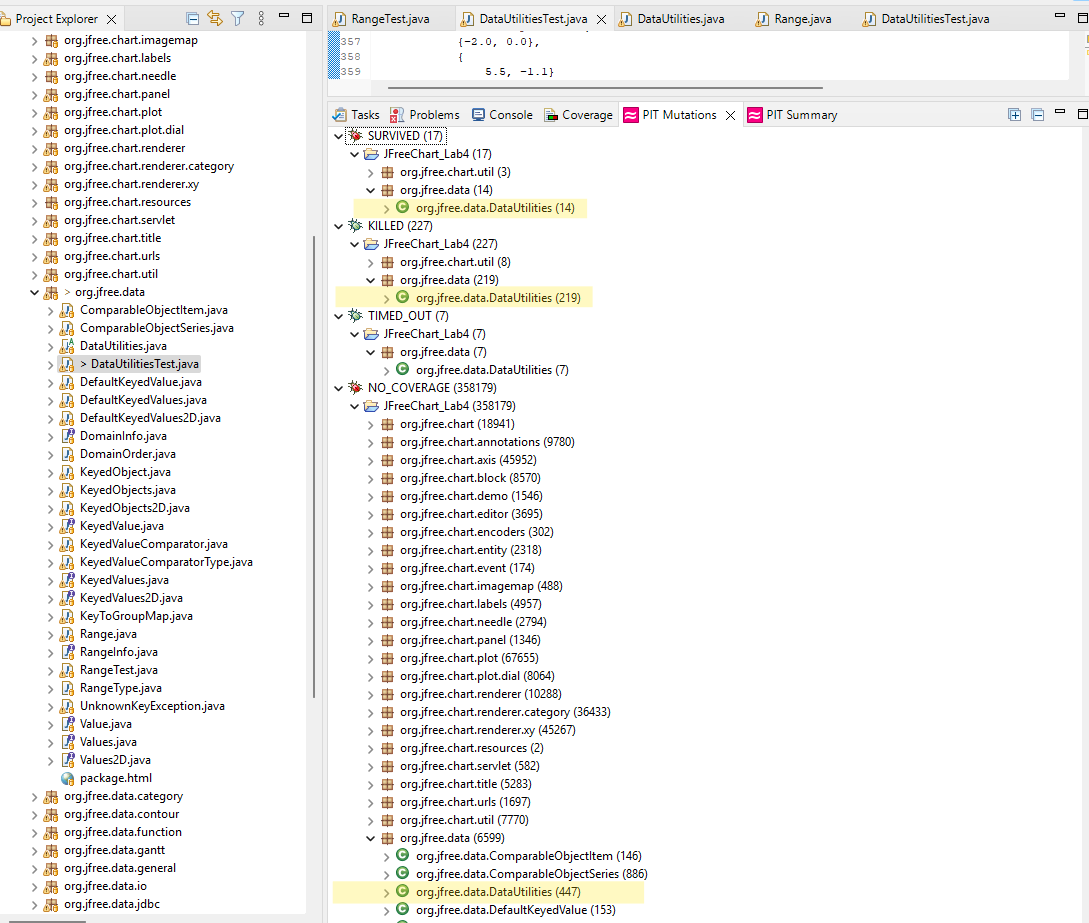 Project Explorer
org.jfree.chart.imagemap
org.jfree.chart.labels
org.jfree.chart.needle
org.jfree.chart.panel
org.jfree.chart.plot
org.jfree.chart.plot.dial
org.jfree.chart.renderer
org.jfree.chart.renderer.category
org.jfree.chart.renderer.xy
org.jfree.chart.resources
org.jfree.chart.servlet
org.jfree.chart.title
org.jfree.chart.urls
org.jfree.chart.util
> org.jfree.data
ComparableObjectItem.java
ComparableObjectSeries.java
DataUtilities.java
> DataUtilitiesTest.java
DefaultKeyedValue.java
DefaultKeyedValues.java
DefaultKeyedValues2D.java
DomainInfo.java
DomainOrder.java
KeyedObject.java
KeyedObjects.java
KeyedObjects2D.java
KeyedValue.java
KeyedValueComparator.java
KeyedValueComparatorType.java
KeyedValues.java
KeyedValues2D.java
KeyToGroupMap.java
Range.java
RangeInfo.java
RangeTest.java
RangeType.java
UnknownKeyException.java
Value.java
Values.java
Values2D.java
package.html
org.jfree.data.category
org.jfree.data.contour
org.jfree.data.function
org.jfree.data.gantt
org.jfree.data.general
org.jfree.data.io
org.jfree.data.jdbc
RangeTest.java DataUtilitiesTest.java DataUtilities.java Range.java DataUtilitiesTest.java
357 {-2.0, 0.0},
358 {
359 5.5, -1.1}
Tasks Problems Console Coverage PIT Mutations PIT Summary
SURVIVED (17)
JFreeChart_Lab4 (17)
org.jfree.chart.util (3)
org.jfree.data (14)
org.jfree.data.DataUtilities (14)
KILLED (227)
JFreeChart_Lab4 (227)
org.jfree.chart.util (8)
org.jfree.data (219)
org.jfree.data.DataUtilities (219)
TIMED_OUT (7)
JFreeChart_Lab4 (7)
org.jfree.data (7)
org.jfree.data.DataUtilities (7)
NO_COVERAGE (358179)
JFreeChart_Lab4 (358179)
org.jfree.chart (18941)
org.jfree.chart.annotations (9780)
org.jfree.chart.axis (45952)
org.jfree.chart.block (8570)
org.jfree.chart.demo (1546)
org.jfree.chart.editor (3695)
org.jfree.chart.encoders (302)
org.jfree.chart.entity (2318)
org.jfree.chart.event (174)
org.jfree.chart.imagemap (488)
org.jfree.chart.labels (4957)
org.jfree.chart.needle (2794)
org.jfree.chart.panel (1346)
org.jfree.chart.plot (67655)
org.jfree.chart.plot.dial (8064)
org.jfree.chart.renderer (10288)
org.jfree.chart.renderer.category (36433)
org.jfree.chart.renderer.xy (45267)
org.jfree.chart.resources (2)
org.jfree.chart.servlet (582)
org.jfree.chart.title (5283)
org.jfree.chart.urls (1697)
org.jfree.chart.util (7770)
org.jfree.data (6599)
org.jfree.data.ComparableObjectItem (146)
org.jfree.data.ComparableObjectSeries (886)
org.jfree.data.DataUtilities (447)
org.jfree.data.DefaultKeyedValue (153)